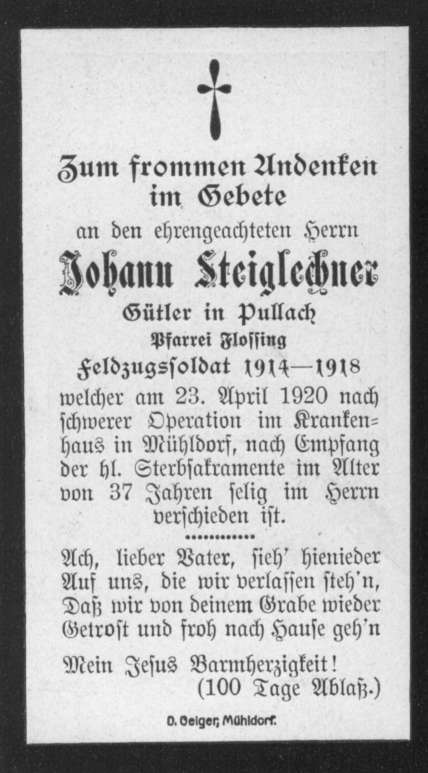 Zum frommen Andenken
im Gebete
an den ehrengeachteten Herrn
Johann Steiglechner
Gütler in Pullach
Pfarrei Flossing
Feldzugssoldat 1914—1918
welcher am 23. April 1920 nach
schwerer Operation im Kranken=
haus in Mühldorf, nach Empfang
der hl. Sterbsakramente im Alter
von 37 Jahren selig im Herrn
verschieden ist.
Ach, lieber Vater, sieh' hienieder
Auf uns, die wir verlassen steh'n,
Daß wir von deinem Grabe wieder
Getrost und froh nach Hause geh'n
Mein Jesus Barmherzigkeit!
(100 Tage Ablaß.)
D. Geiger, Mühldorf.